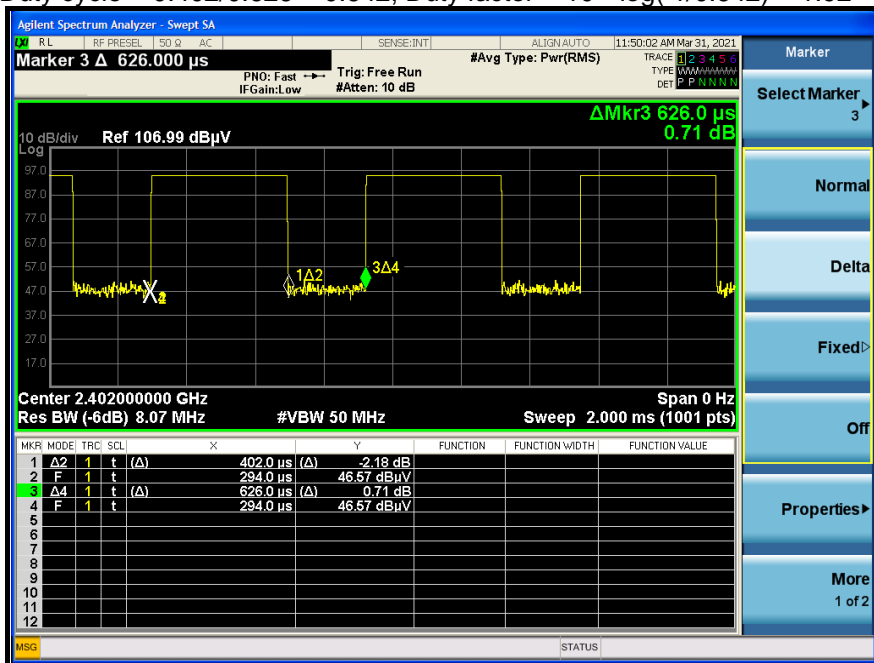 Agilent Spectrum Analyzer - Swept SA
RL RF PRESEL 50 Ω AC SENSE:INT ALIGN AUTO 11:50:02 AM Mar 31, 2021
Marker 3 Δ 626.000 µs
#Avg Type: Pwr(RMS)
TRACE 1 2 3 4 5 6
PNO: Fast Trig: Free Run
TYPE
IFGain:Low #Atten: 10 dB
DET P P N N N N
Marker
Select Marker
3
ΔMkr3 626.0 µs
0.71 dB
10 dB/div Ref 106.99 dBµV
Log
97.0
87.0
77.0
67.0
57.0
47.0
37.0
27.0
17.0
1Δ2
3Δ4
Center 2.402000000 GHz Span 0 Hz
Res BW (-6dB) 8.07 MHz #VBW 50 MHz Sweep 2.000 ms (1001 pts)
MKR MODE TRC SCL X Y FUNCTION FUNCTION WIDTH FUNCTION VALUE
1 Δ2 1 t (Δ) 402.0 µs (Δ) -2.18 dB
2 F 1 t 294.0 µs 46.57 dBµV
3 Δ4 1 t (Δ) 626.0 µs (Δ) 0.71 dB
4 F 1 t 294.0 µs 46.57 dBµV
5
6
7
8
9
10
11
12
Normal
Delta
Fixed
Off
Properties
More
1 of 2
MSG STATUS